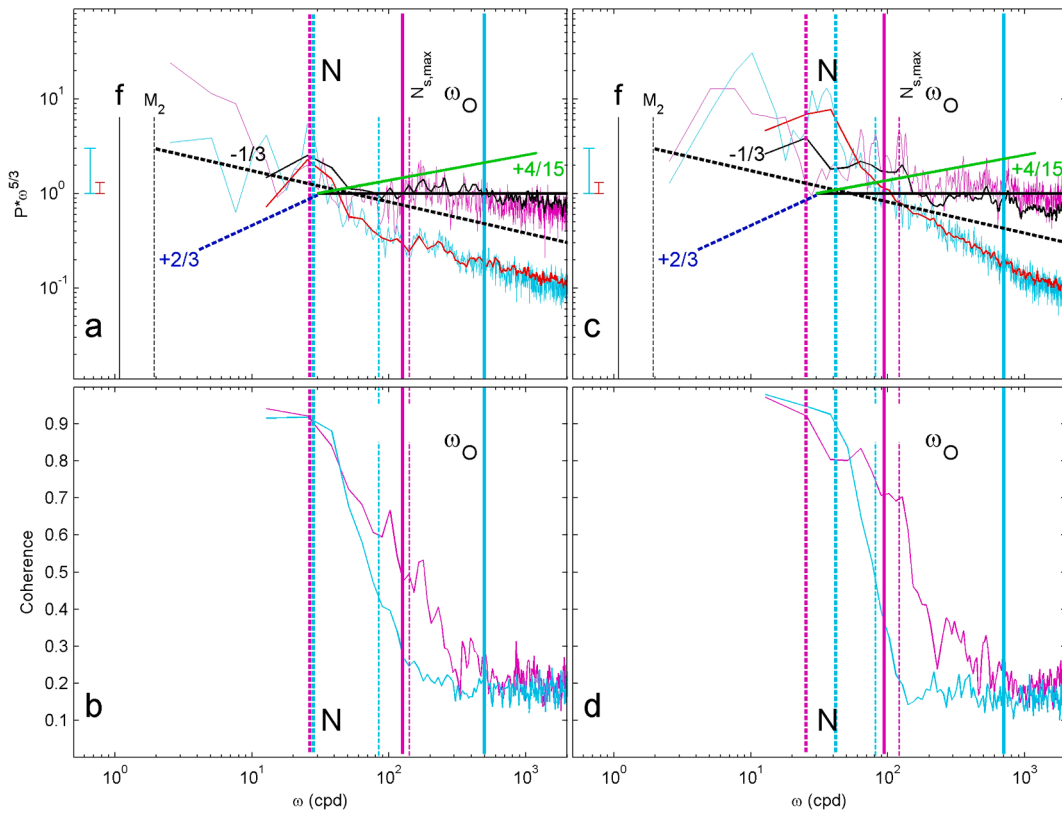 P*ω^5/3
10^1
10^0
10^-1
f
M_2
N
N_s,max
ω_O
-1/3
+4/15
+2/3
a
f
M_2
N
N_s,max
ω_O
-1/3
+4/15
+2/3
c
Coherence
0.9
0.8
0.7
0.6
0.5
0.4
0.3
0.2
0.1
ω_O
b
N
10^0
10^1
10^2
10^3
ω (cpd)
ω_O
d
N
10^0
10^1
10^2
10^3
ω (cpd)